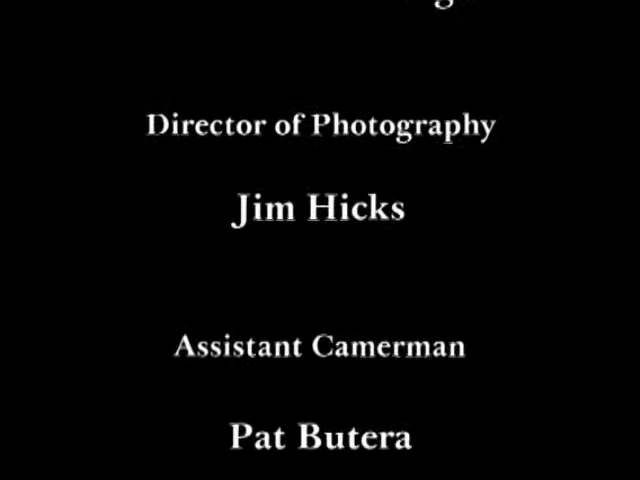 Director of Photography
Jim Hicks
Assistant Camerman
Pat Butera